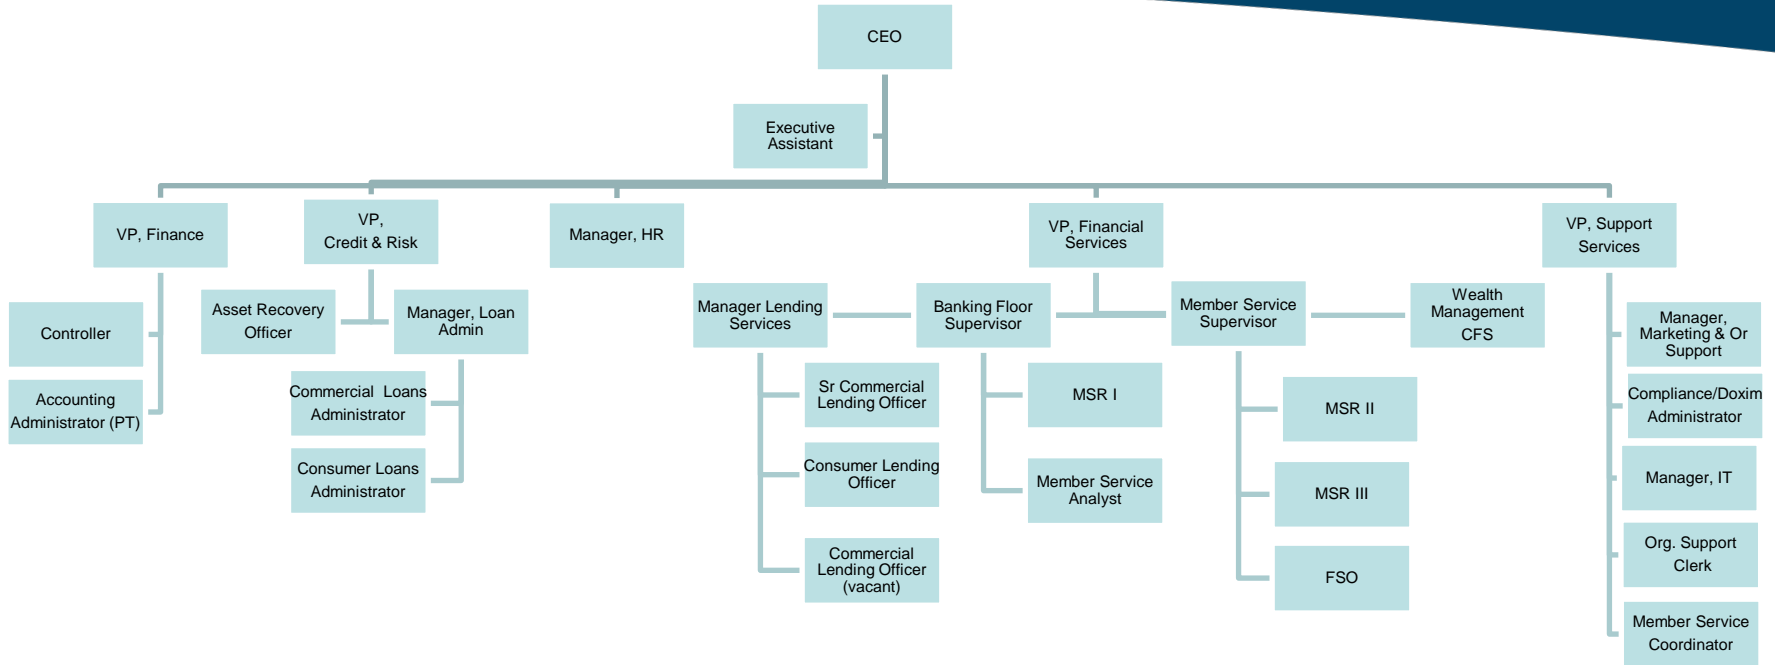 CEO
Executive
Assistant
VP, Finance
VP,
Credit & Risk
Manager, HR
VP, Financial
Services
VP, Support
Services
Controller
Accounting
Administrator (PT)
Asset Recovery
Officer
Manager, Loan
Admin
Commercial Loans
Administrator
Consumer Loans
Administrator
Manager Lending
Services
Sr Commercial
Lending Officer
Consumer Lending
Officer
Commercial
Lending Officer
(vacant)
Banking Floor
Supervisor
MSR I
Member Service
Analyst
Member Service
Supervisor
MSR II
MSR III
FSO
Wealth
Management
CFS
Manager,
Marketing & Or
Support
Compliance/Doxim
Administrator
Manager, IT
Org. Support
Clerk
Member Service
Coordinator